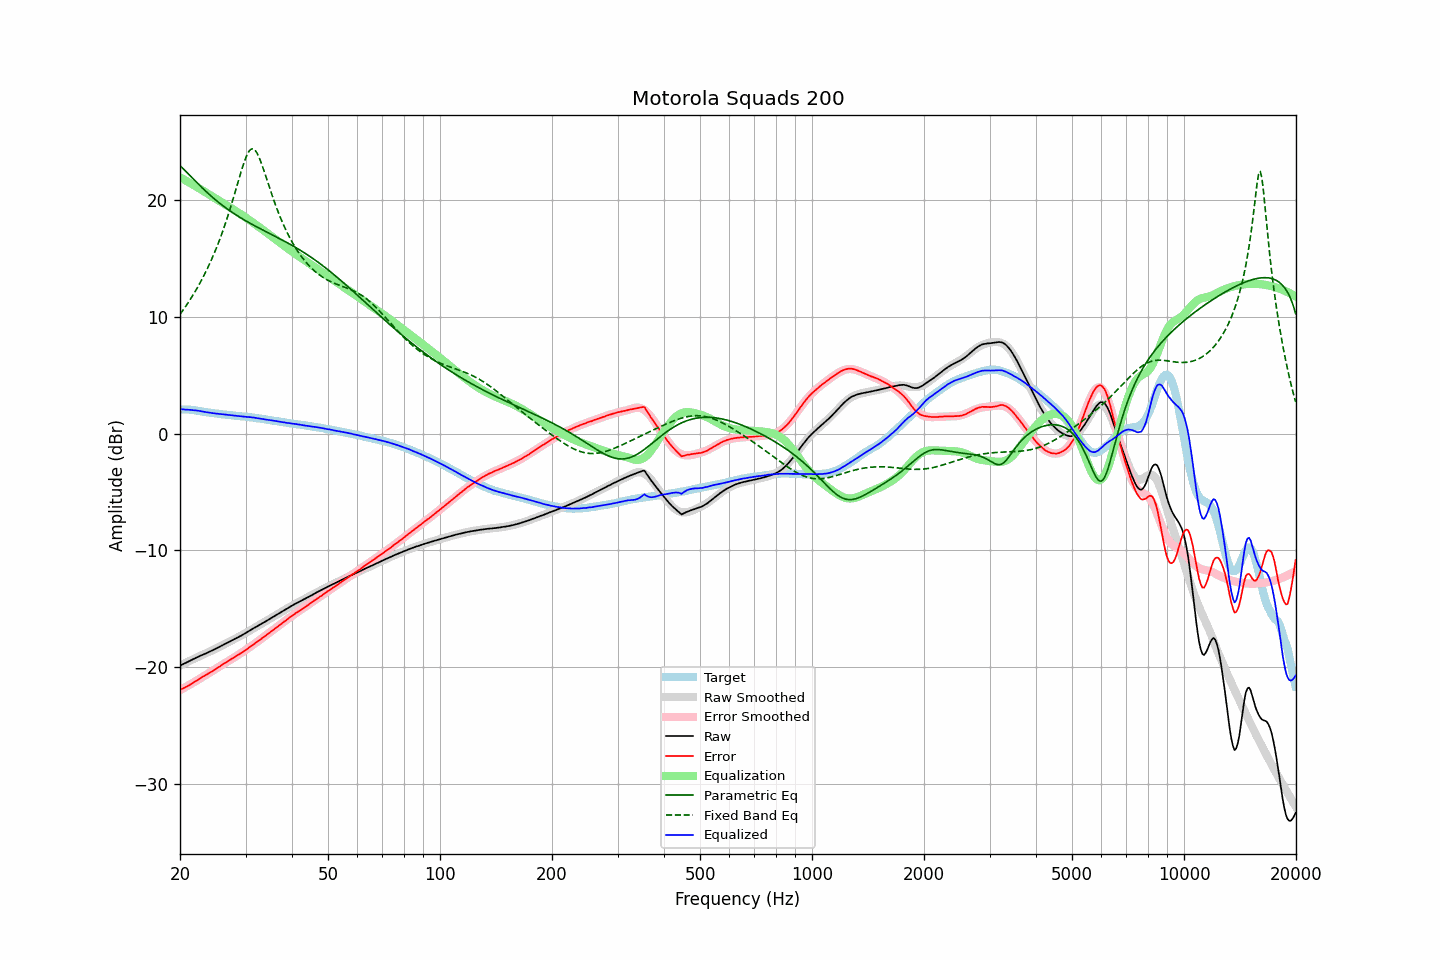 Motorola Squads 200
Amplitude (dBr)
20
10
0
−10
−20
−30
Target
Raw Smoothed
Error Smoothed
Raw
Error
Equalization
Parametric Eq
Fixed Band Eq
Equalized
20 50 100 200 500 1000 2000 5000 10000 20000
Frequency (Hz)